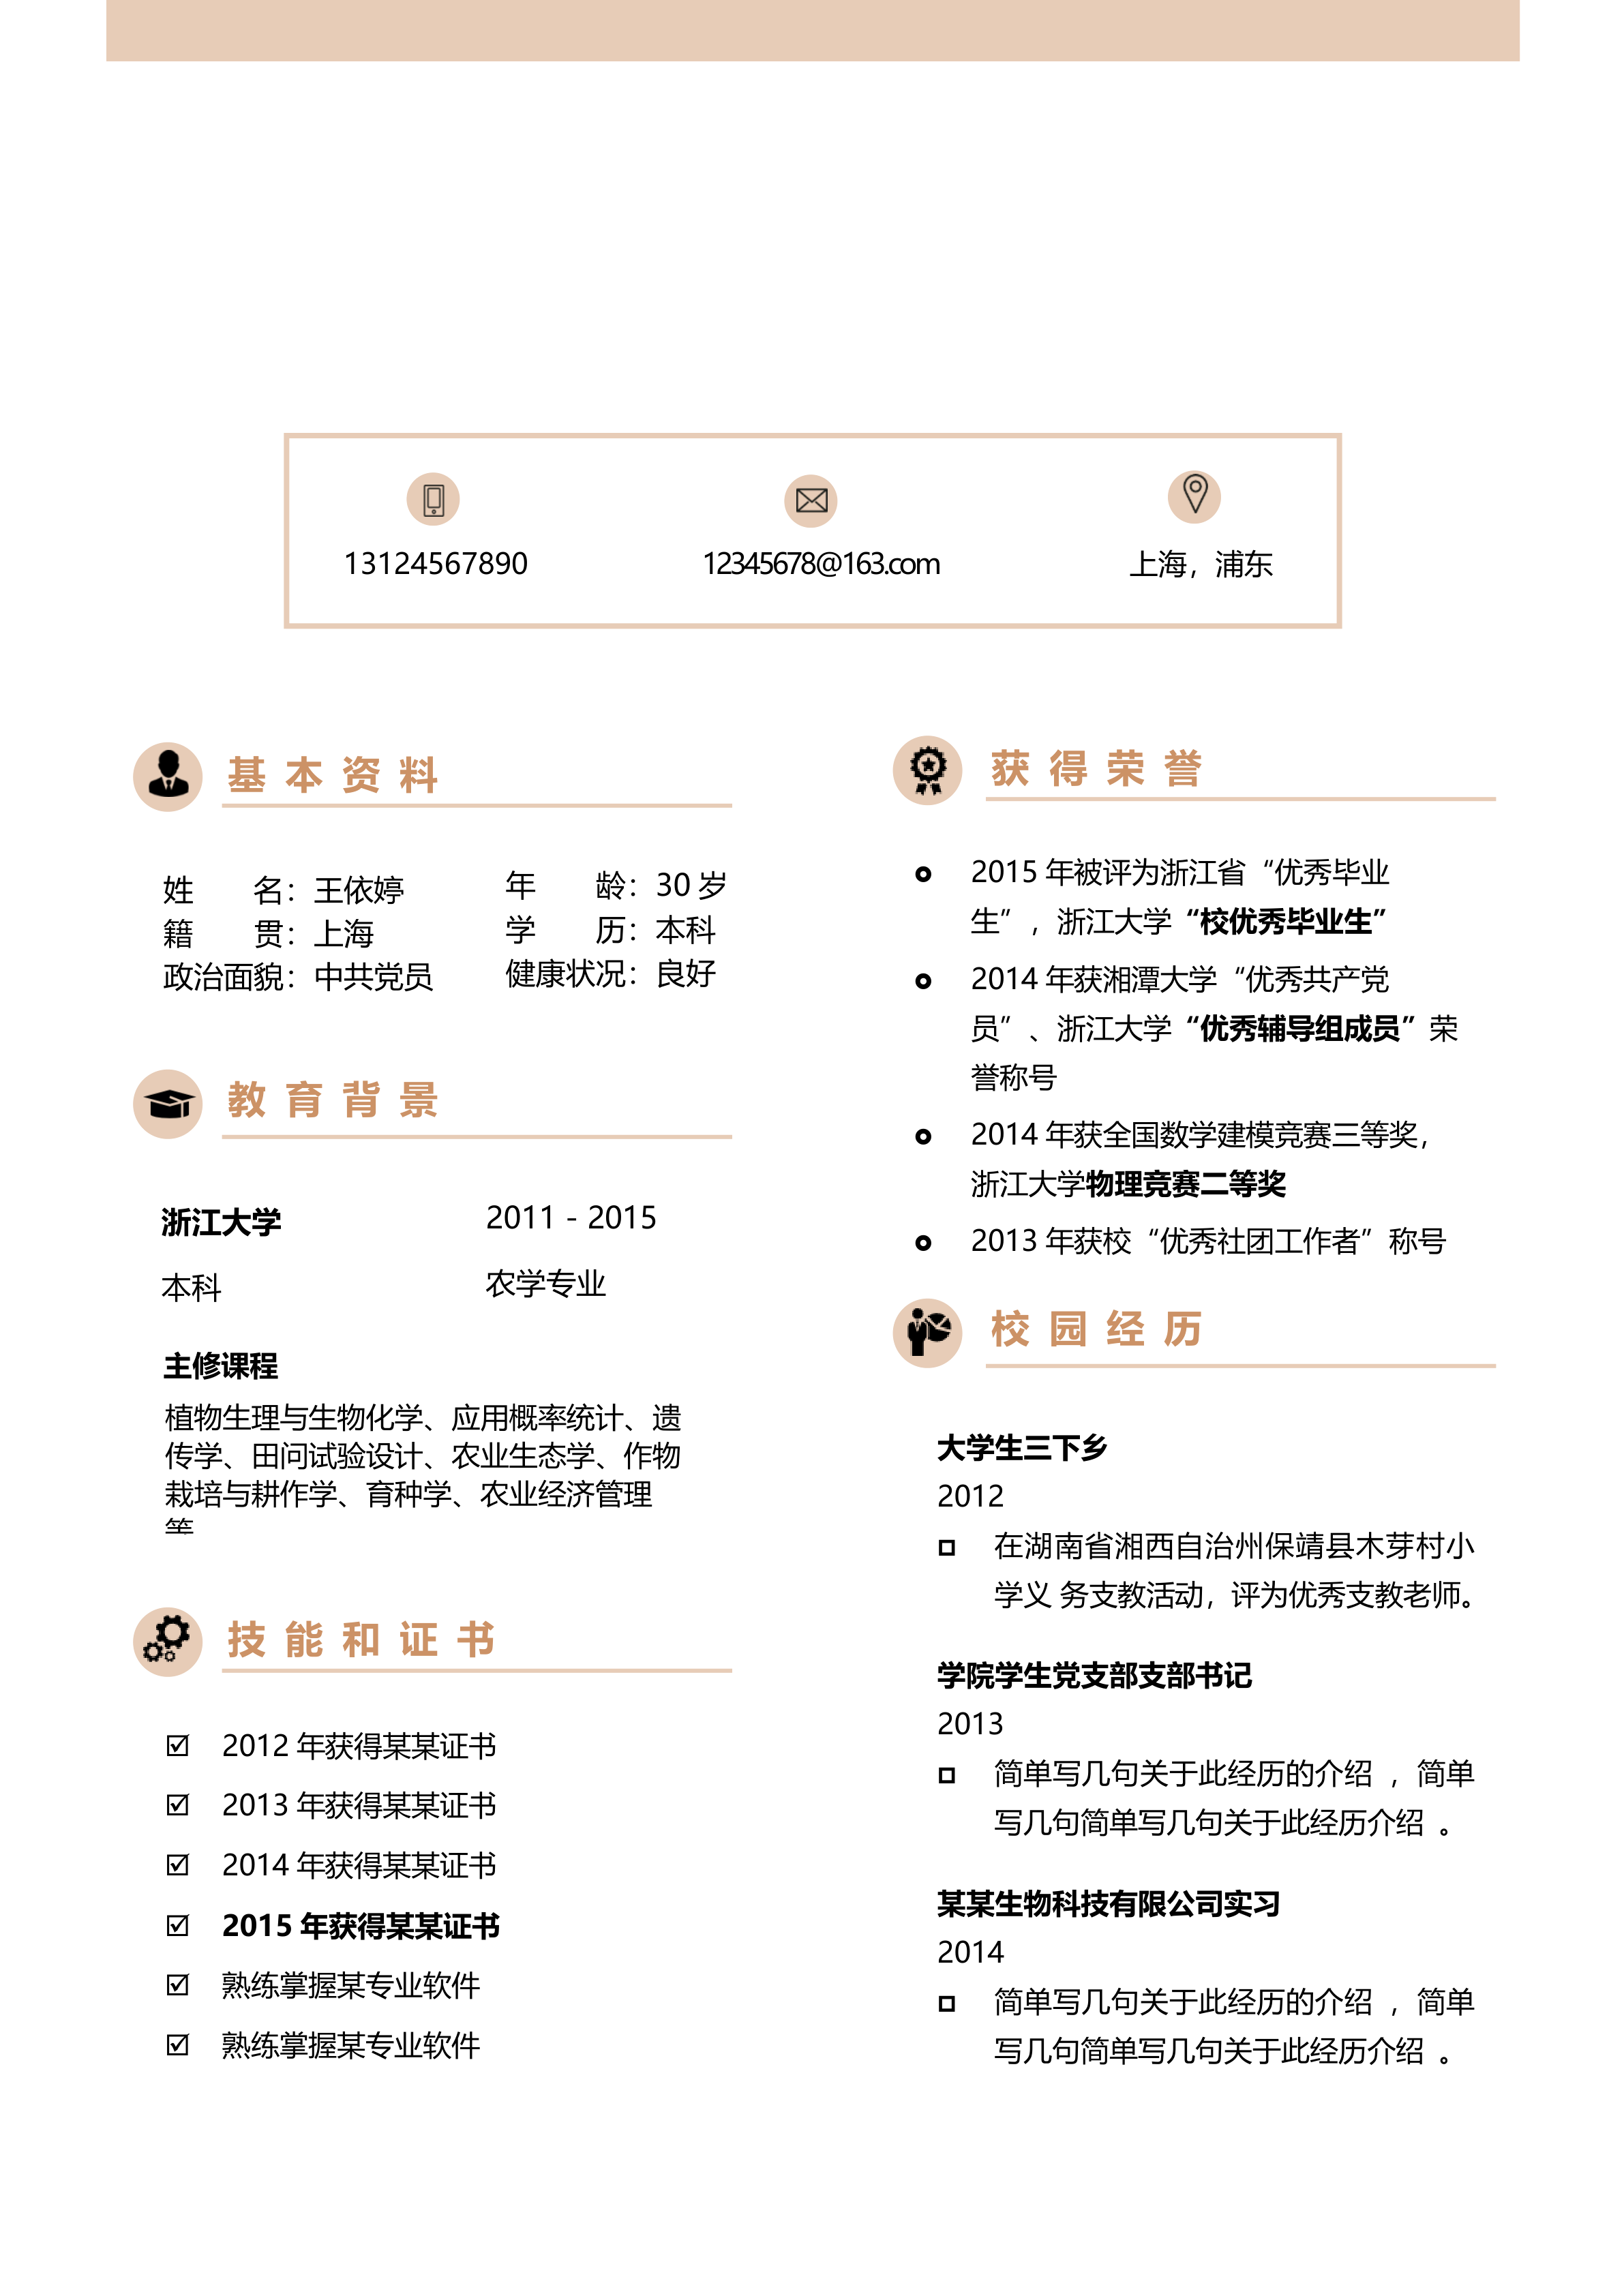 13124567890
12345678@163.com
上海，浦东
基本资料
姓 名：王依婷
籍 贯：上海
政治面貌：中共党员
年 龄：30 岁
学 历：本科
健康状况：良好
教育背景
浙江大学 2011 - 2015
本科 农学专业
主修课程
植物生理与生物化学、应用概率统计、遗
传学、田间试验设计、农业生态学、作物
栽培与耕作学、育种学、农业经济管理
等
技能和证书
2012 年获得某某证书
2013 年获得某某证书
2014 年获得某某证书
2015 年获得某某证书
熟练掌握某专业软件
熟练掌握某专业软件
获得荣誉
2015 年被评为浙江省“优秀毕业
生”，浙江大学“校优秀毕业生”
2014 年获湘潭大学“优秀共产党
员”、浙江大学“优秀辅导组成员”荣
誉称号
2014 年获全国数学建模竞赛三等奖，
浙江大学物理竞赛二等奖
2013 年获校“优秀社团工作者”称号
校园经历
大学生三下乡
2012
在湖南省湘西自治州保靖县木芽村小
学义 务支教活动，评为优秀支教老师。
学院学生党支部支部书记
2013
简单写几句关于此经历的介绍 ，简单
写几句简单写几句关于此经历介绍 。
某某生物科技有限公司实习
2014
简单写几句关于此经历的介绍 ，简单
写几句简单写几句关于此经历介绍 。